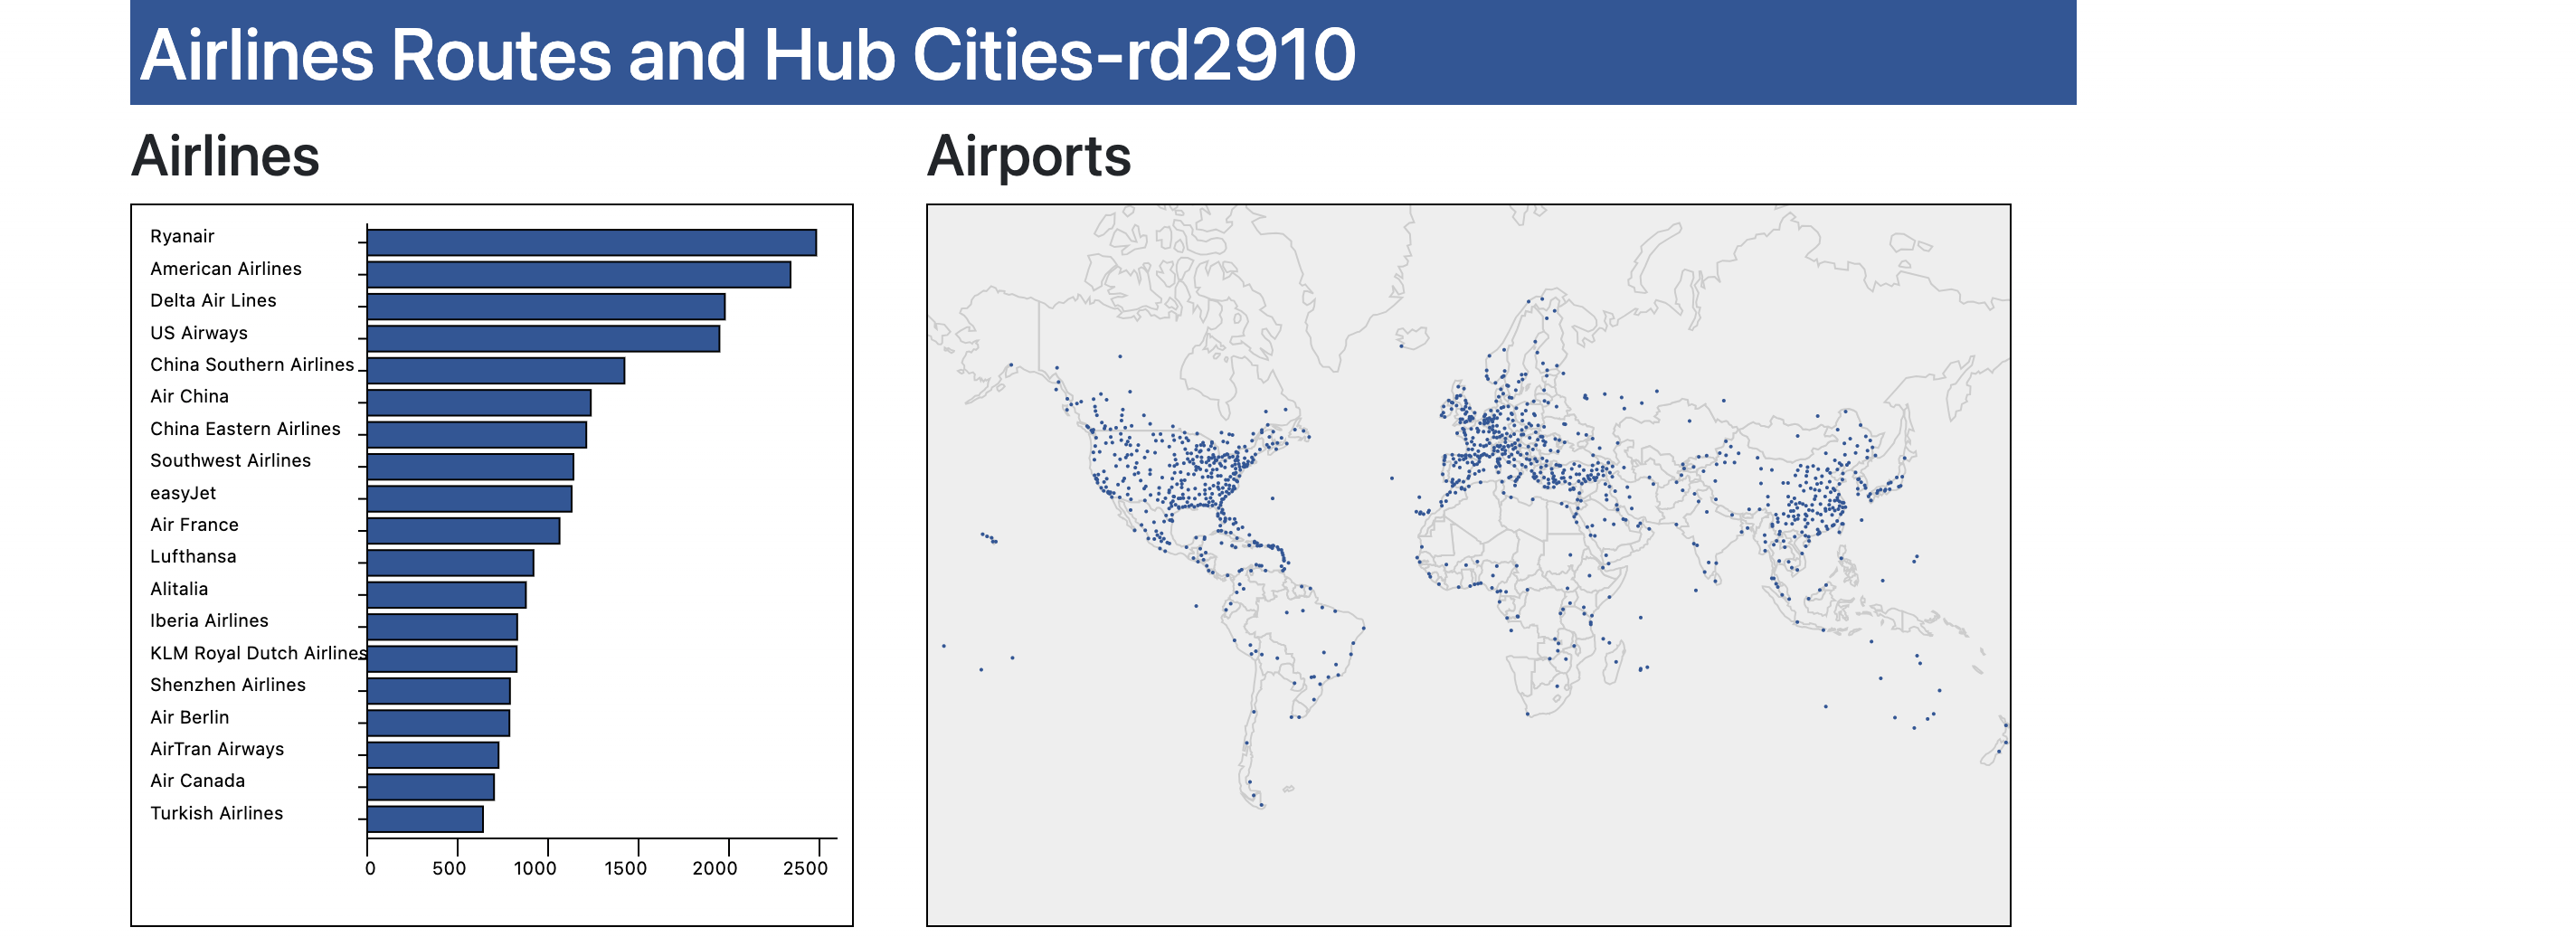 Airlines Routes and Hub Cities-rd2910
Airlines
Airports
Ryanair
American Airlines
Delta Air Lines
US Airways
China Southern Airlines
Air China
China Eastern Airlines
Southwest Airlines
easyJet
Air France
Lufthansa
Alitalia
Iberia Airlines
KLM Royal Dutch Airlines
Shenzhen Airlines
Air Berlin
AirTran Airways
Air Canada
Turkish Airlines
0 500 1000 1500 2000 2500